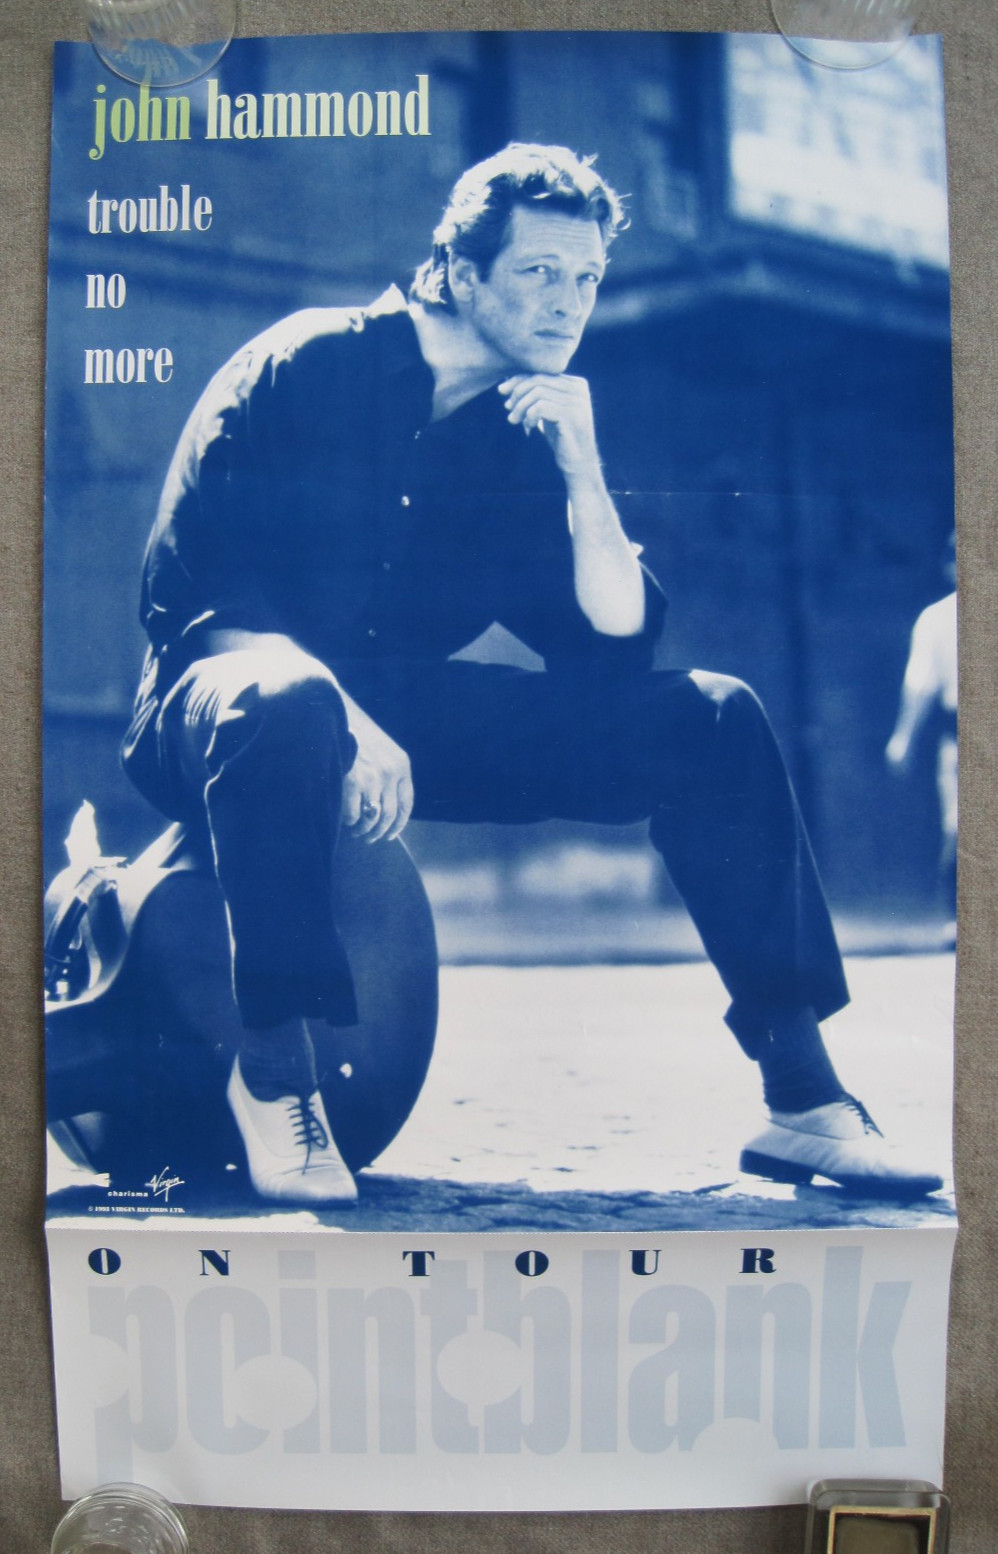 john hammond
trouble
no
more
charisma Virgin
© 1993 VIRGIN RECORDS LTD.
ON TOUR
pointblank